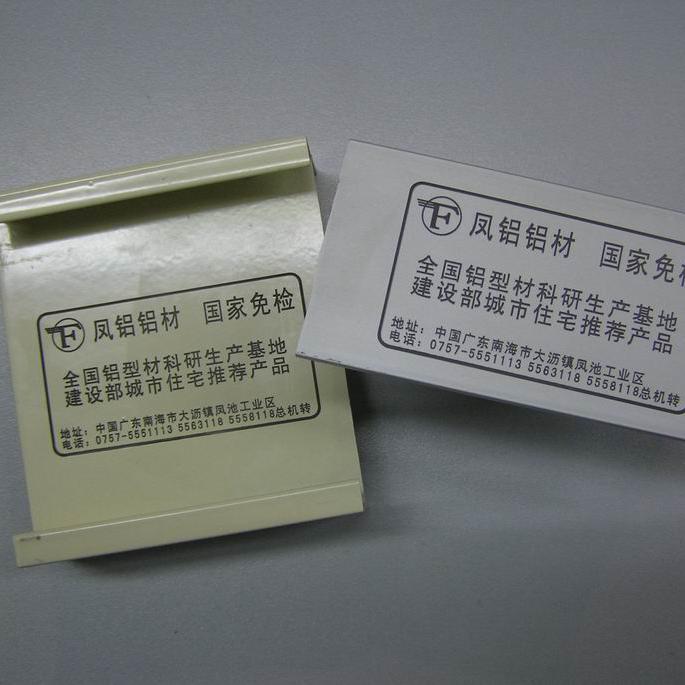 F 凤铝铝材 国家免检
全国铝型材科研生产基地
建设部城市住宅推荐产品
地址：中国广东南海市大沥镇凤池工业区
电话：0757-5551113 5563118 5558118总机转
F 凤铝铝材 国家免
全国铝型材科研生产基地
建设部城市住宅推荐产品
地址：中国广东南海市大沥镇凤池工业区
电话：0757-5551113 5563118 5558118总机转